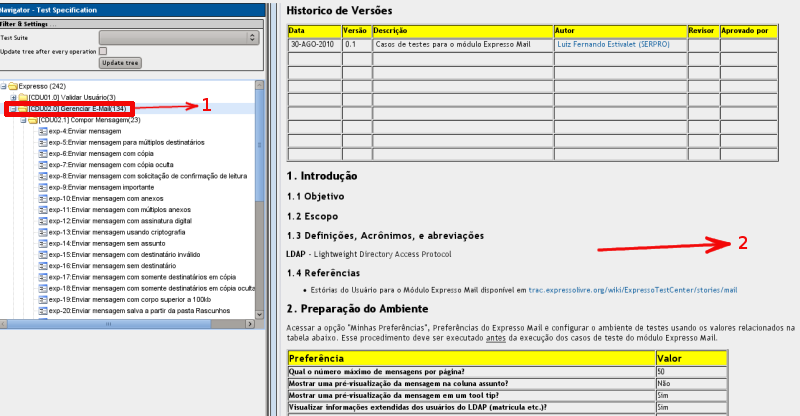 Navigator - Test Specification
Filter & Settings ...
Test Suite
Update tree after every operation
Update tree
Expresso (242)
[CDU01.0] Validar Usuário(3)
[CDU02.0] Gerenciar E-Mail(134)
1
[CDU02.1] Compor Mensagem(23)
exp-4:Enviar mensagem
exp-5:Enviar mensagem para múltiplos destinatários
exp-6:Enviar mensagem com cópia
exp-7:Enviar mensagem com cópia oculta
exp-8:Enviar mensagem com solicitação de confirmação de leitura
exp-9:Enviar mensagem importante
exp-10:Enviar mensagem com anexos
exp-11:Enviar mensagem com múltiplos anexos
exp-12:Enviar mensagem com assinatura digital
exp-13:Enviar mensagem usando criptografia
exp-14:Enviar mensagem sem assunto
exp-15:Enviar mensagem com destinatário inválido
exp-16:Enviar mensagem sem destinatário
exp-17:Enviar mensagem com somente destinatários em cópia
exp-18:Enviar mensagem com somente destinatários em cópia oculta
exp-19:Enviar mensagem com corpo superior a 100kb
exp-20:Enviar mensagem salva a partir da pasta Rascunhos
Historico de Versões
Data Versão Descrição Autor Revisor Aprovado por
30-AGO-2010 0.1 Casos de testes para o módulo Expresso Mail Luiz Fernando Estivalet (SERPRO)
1. Introdução
1.1 Objetivo
1.2 Escopo
1.3 Definições, Acrônimos, e abreviações
2
LDAP - Lightweight Directory Access Protocol
1.4 Referências
• Estórias do Usuário para o Módulo Expresso Mail disponível em trac.expressolivre.org/wiki/ExpressoTestCenter/stories/mail
2. Preparação do Ambiente
Acessar a opção "Minhas Preferências", Preferências do Expresso Mail e configurar o ambiente de testes usando os valores relacionados na
tabela abaixo. Esse procedimento deve ser executado antes da execução dos casos de teste do módulo Expresso Mail.
Preferência Valor
Qual o número máximo de mensagens por página? 50
Mostrar uma pré-visualização da mensagem na coluna assunto? Não
Mostrar uma pré-visualização da mensagem em um tool tip? Sim
Visualizar informações extendidas dos usuários do LDAP (matrícula etc.)? Sim